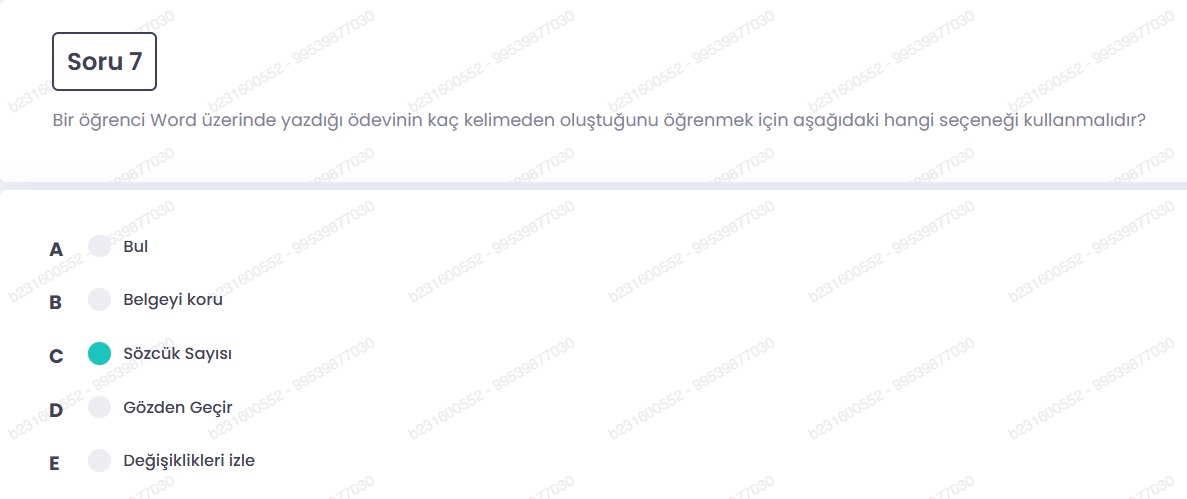 Soru 7
Bir öğrenci Word üzerinde yazdığı ödevinin kaç kelimeden oluştuğunu öğrenmek için aşağıdaki hangi seçeneği kullanmalıdır?
A Bul
B Belgeyi koru
C Sözcük Sayısı
D Gözden Geçir
E Değişiklikleri izle
b231600552 - 99539877030